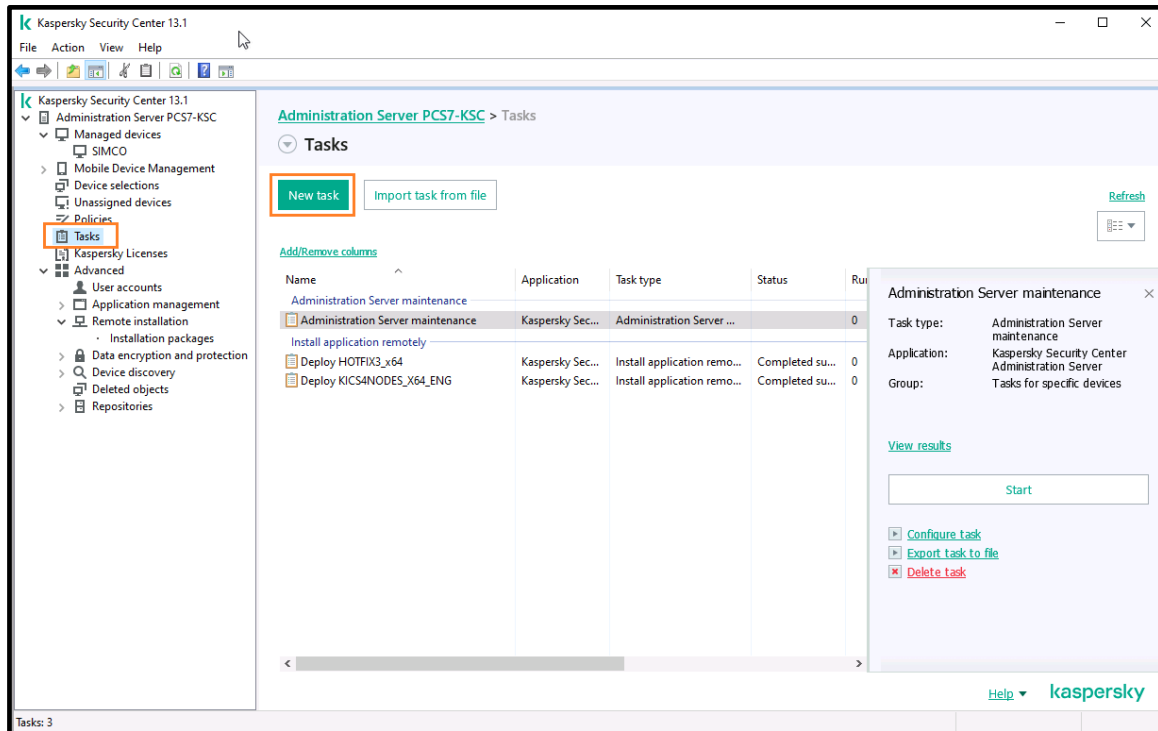 Kaspersky Security Center 13.1
File Action View Help
Kaspersky Security Center 13.1
Administration Server PCS7-KSC
Managed devices
SIMCO
Mobile Device Management
Device selections
Unassigned devices
Policies
Tasks
Kaspersky Licenses
Advanced
User accounts
Application management
Remote installation
Installation packages
Data encryption and protection
Device discovery
Deleted objects
Repositories
Administration Server PCS7-KSC > Tasks
Tasks
New task Import task from file
Refresh
Add/Remove columns
Name Application Task type Status Ru
Administration Server maintenance
Administration Server maintenance Kaspersky Sec... Administration Server ... 0
Install application remotely
Deploy HOTFIX3_x64 Kaspersky Sec... Install application remo... Completed su... 0
Deploy KICS4NODES_X64_ENG Kaspersky Sec... Install application remo... Completed su... 0
Administration Server maintenance
Task type: Administration Server
maintenance
Application: Kaspersky Security Center
Administration Server
Group: Tasks for specific devices
View results
Start
Configure task
Export task to file
Delete task
Help kaspersky
Tasks: 3